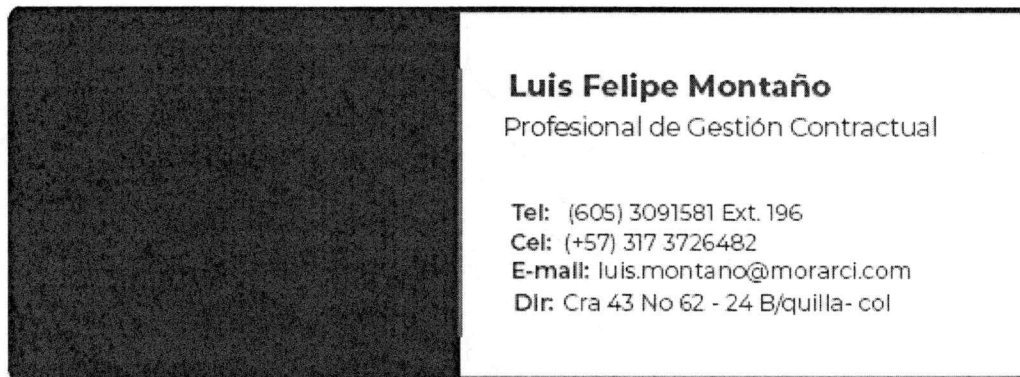 Luis Felipe Montaño
Profesional de Gestión Contractual
Tel: (605) 3091581 Ext. 196
Cel: (+57) 317 3726482
E-mail: luis.montano@morarci.com
Dir: Cra 43 No 62 - 24 B/quilla- col